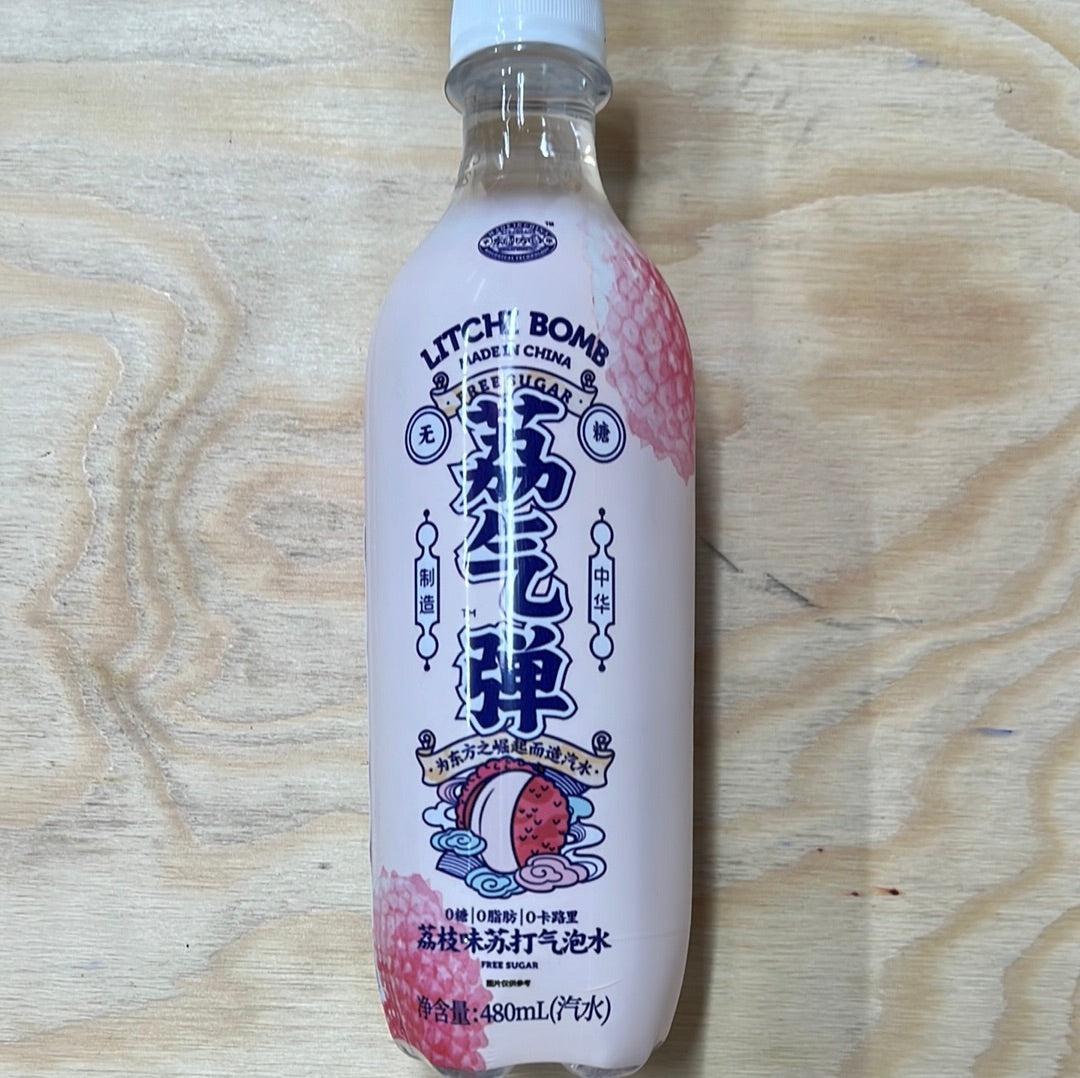 LITCHI BOMB
MADE IN CHINA
FREE SUGAR
无糖
荔气弹
TM
中华
制造
·为东方之崛起而造汽水·
0糖|0脂肪|0卡路里
荔枝味苏打气泡水
FREE SUGAR
图片仅供参考
净含量:480mL(汽水)